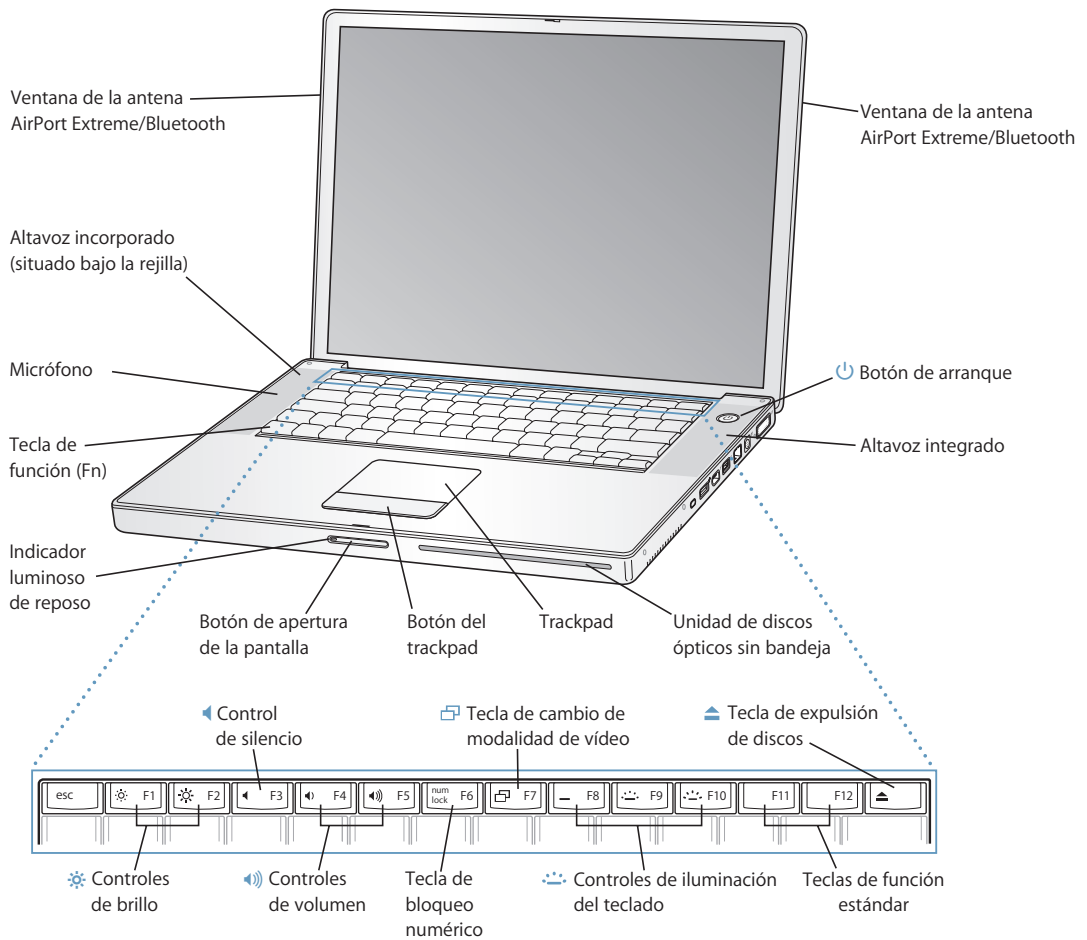 Ventana de la antena
AirPort Extreme/Bluetooth
Ventana de la antena
AirPort Extreme/Bluetooth
Altavoz incorporado
(situado bajo la rejilla)
Micrófono
Botón de arranque
Tecla de
función (Fn)
Altavoz integrado
Indicador
luminoso
de reposo
Botón de apertura
de la pantalla
Botón del
trackpad
Trackpad
Unidad de discos
ópticos sin bandeja
Control
de silencio
Tecla de cambio de
modalidad de vídeo
Tecla de expulsión
de discos
esc F1 F2 F3 F4 F5 num lock F6 F7 F8 F9 F10 F11 F12
Controles
de brillo
Controles
de volumen
Tecla de
bloqueo
numérico
Controles de iluminación
del teclado
Teclas de función
estándar